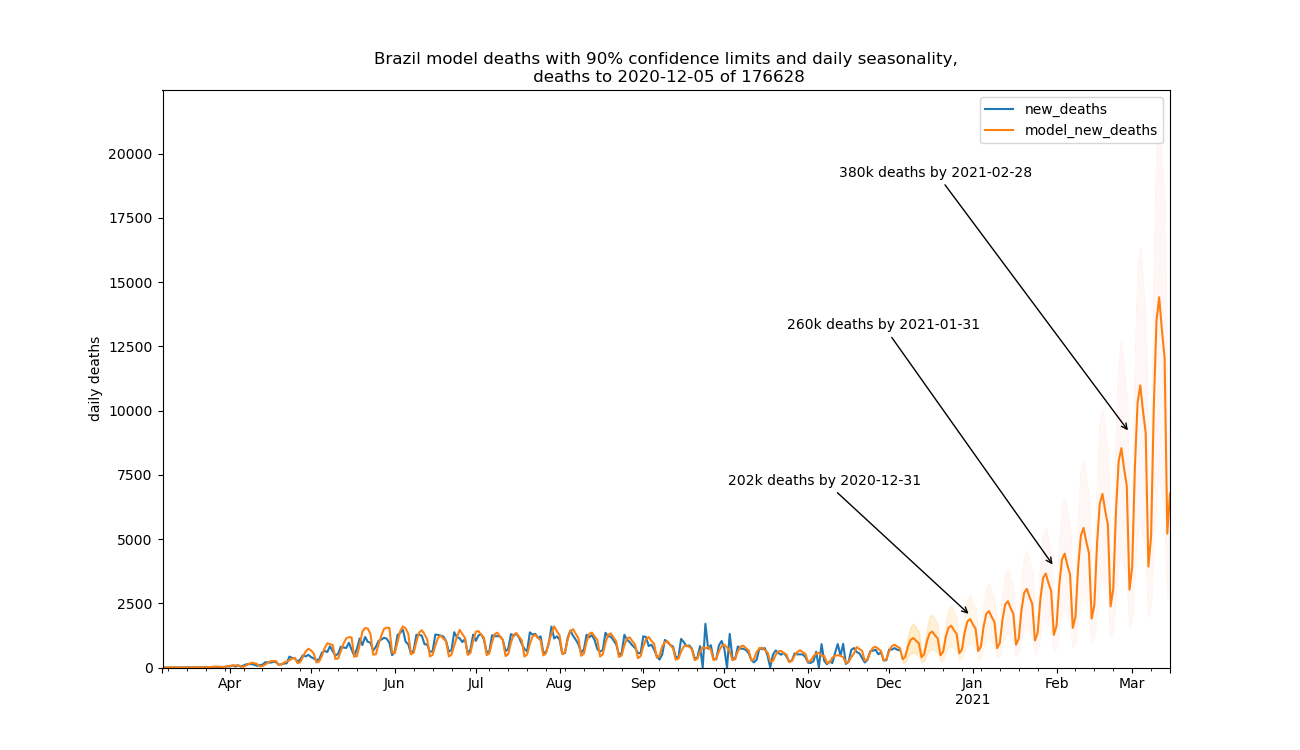 Brazil model deaths with 90% confidence limits and daily seasonality,
deaths to 2020-12-05 of 176628
new_deaths
model_new_deaths
380k deaths by 2021-02-28
260k deaths by 2021-01-31
202k deaths by 2020-12-31
daily deaths
20000
17500
15000
12500
10000
7500
5000
2500
0
Apr May Jun Jul Aug Sep Oct Nov Dec Jan Feb Mar
2021